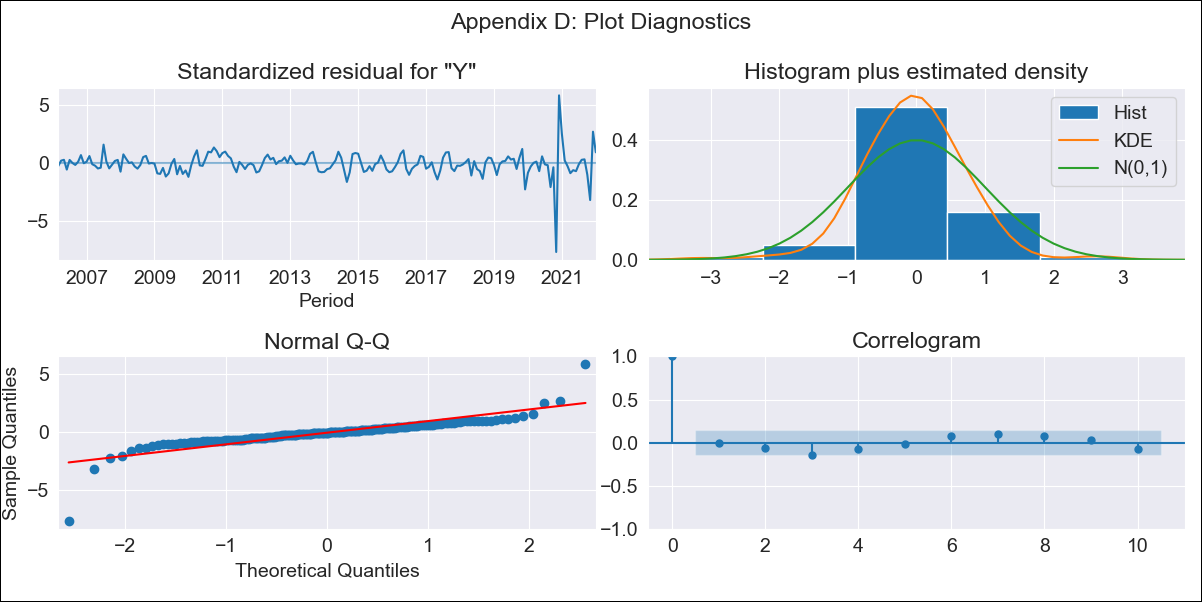 Appendix D: Plot Diagnostics
Standardized residual for "Y"
5
0
−5
2007 2009 2011 2013 2015 2017 2019 2021
Period
Histogram plus estimated density
Hist
KDE
N(0,1)
0.4
0.2
0.0
−3 −2 −1 0 1 2 3
Normal Q-Q
Sample Quantiles
5
0
−5
−2 −1 0 1 2
Theoretical Quantiles
Correlogram
1.0
0.5
0.0
−0.5
−1.0
0 2 4 6 8 10